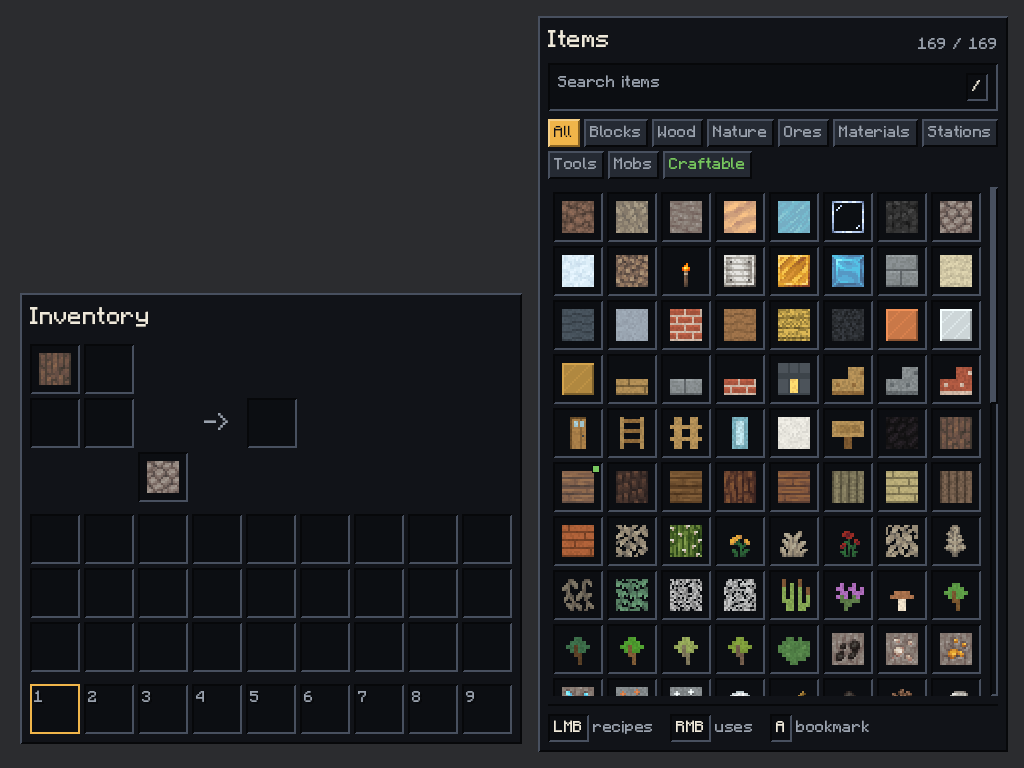 Items
169 / 169
Search items
/
All Blocks Wood Nature Ores Materials Stations
Tools Mobs Craftable
Inventory
1 2 3 4 5 6 7 8 9
LMB recipes RMB uses A bookmark